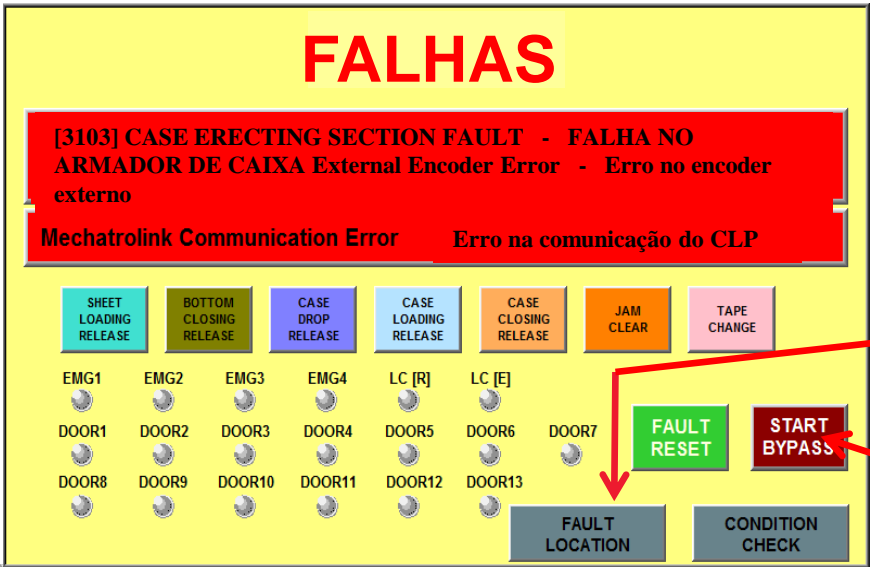 FALHAS
[3103] CASE ERECTING SECTION FAULT - FALHA NO
ARMADOR DE CAIXA External Encoder Error - Erro no encoder
externo
Mechatrolink Communication Error Erro na comunicação do CLP
SHEET
LOADING
RELEASE
BOTTOM
CLOSING
RELEASE
CASE
DROP
RELEASE
CASE
LOADING
RELEASE
CASE
CLOSING
RELEASE
JAM
CLEAR
TAPE
CHANGE
EMG1 EMG2 EMG3 EMG4 LC [R] LC [E]
DOOR1 DOOR2 DOOR3 DOOR4 DOOR5 DOOR6 DOOR7
FAULT
RESET
START
BYPASS
DOOR8 DOOR9 DOOR10 DOOR11 DOOR12 DOOR13
FAULT
LOCATION
CONDITION
CHECK